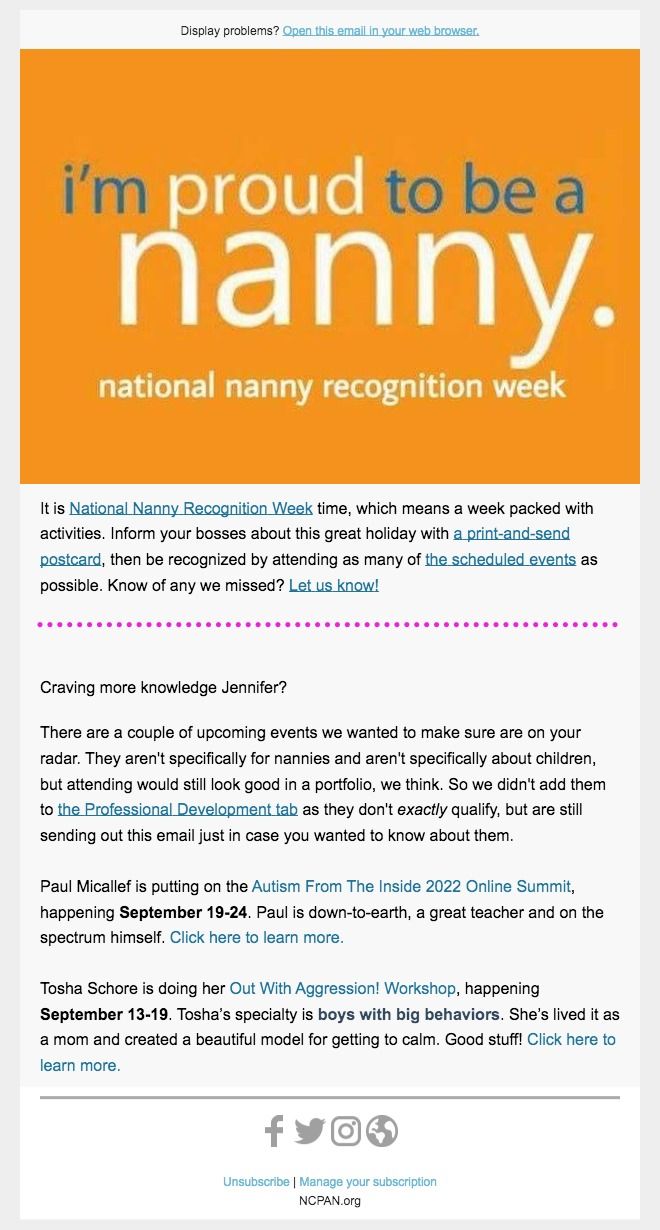 Display problems? Open this email in your web browser.
i'm proud to be a
nanny.
national nanny recognition week
It is National Nanny Recognition Week time, which means a week packed with
activities. Inform your bosses about this great holiday with a print-and-send
postcard, then be recognized by attending as many of the scheduled events as
possible. Know of any we missed? Let us know!
Craving more knowledge Jennifer?
There are a couple of upcoming events we wanted to make sure are on your
radar. They aren't specifically for nannies and aren't specifically about children,
but attending would still look good in a portfolio, we think. So we didn't add them
to the Professional Development tab as they don't exactly qualify, but are still
sending out this email just in case you wanted to know about them.
Paul Micallef is putting on the Autism From The Inside 2022 Online Summit,
happening September 19-24. Paul is down-to-earth, a great teacher and on the
spectrum himself. Click here to learn more.
Tosha Schore is doing her Out With Aggression! Workshop, happening
September 13-19. Tosha's specialty is boys with big behaviors. She's lived it as
a mom and created a beautiful model for getting to calm. Good stuff! Click here to
learn more.
Unsubscribe | Manage your subscription
NCPAN.org